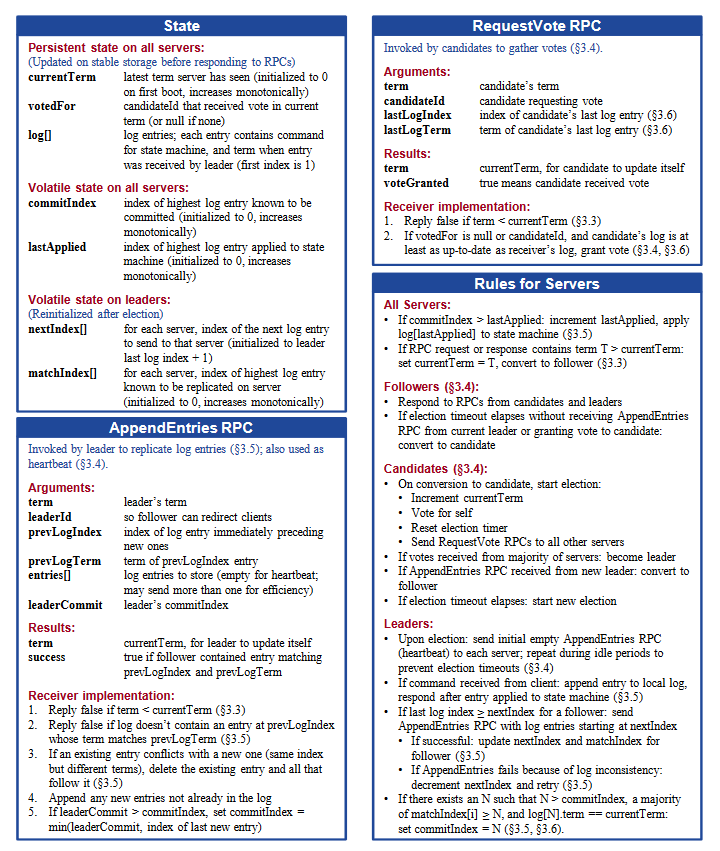 State
Persistent state on all servers:
(Updated on stable storage before responding to RPCs)
currentTerm latest term server has seen (initialized to 0
on first boot, increases monotonically)
votedFor candidateId that received vote in current
term (or null if none)
log[] log entries; each entry contains command
for state machine, and term when entry
was received by leader (first index is 1)
Volatile state on all servers:
commitIndex index of highest log entry known to be
committed (initialized to 0, increases
monotonically)
lastApplied index of highest log entry applied to state
machine (initialized to 0, increases
monotonically)
Volatile state on leaders:
(Reinitialized after election)
nextIndex[] for each server, index of the next log entry
to send to that server (initialized to leader
last log index + 1)
matchIndex[] for each server, index of highest log entry
known to be replicated on server
(initialized to 0, increases monotonically)
AppendEntries RPC
Invoked by leader to replicate log entries (§3.5); also used as
heartbeat (§3.4).
Arguments:
term leader's term
leaderId so follower can redirect clients
prevLogIndex index of log entry immediately preceding
new ones
prevLogTerm term of prevLogIndex entry
entries[] log entries to store (empty for heartbeat;
may send more than one for efficiency)
leaderCommit leader's commitIndex
Results:
term currentTerm, for leader to update itself
success true if follower contained entry matching
prevLogIndex and prevLogTerm
Receiver implementation:
1. Reply false if term < currentTerm (§3.3)
2. Reply false if log doesn't contain an entry at prevLogIndex
whose term matches prevLogTerm (§3.5)
3. If an existing entry conflicts with a new one (same index
but different terms), delete the existing entry and all that
follow it (§3.5)
4. Append any new entries not already in the log
5. If leaderCommit > commitIndex, set commitIndex =
min(leaderCommit, index of last new entry)
RequestVote RPC
Invoked by candidates to gather votes (§3.4).
Arguments:
term candidate's term
candidateId candidate requesting vote
lastLogIndex index of candidate's last log entry (§3.6)
lastLogTerm term of candidate's last log entry (§3.6)
Results:
term currentTerm, for candidate to update itself
voteGranted true means candidate received vote
Receiver implementation:
1. Reply false if term < currentTerm (§3.3)
2. If votedFor is null or candidateId, and candidate's log is at
least as up-to-date as receiver's log, grant vote (§3.4, §3.6)
Rules for Servers
All Servers:
• If commitIndex > lastApplied: increment lastApplied, apply
log[lastApplied] to state machine (§3.5)
• If RPC request or response contains term T > currentTerm:
set currentTerm = T, convert to follower (§3.3)
Followers (§3.4):
• Respond to RPCs from candidates and leaders
• If election timeout elapses without receiving AppendEntries
RPC from current leader or granting vote to candidate:
convert to candidate
Candidates (§3.4):
• On conversion to candidate, start election:
• Increment currentTerm
• Vote for self
• Reset election timer
• Send RequestVote RPCs to all other servers
• If votes received from majority of servers: become leader
• If AppendEntries RPC received from new leader: convert to
follower
• If election timeout elapses: start new election
Leaders:
• Upon election: send initial empty AppendEntries RPC
(heartbeat) to each server; repeat during idle periods to
prevent election timeouts (§3.4)
• If command received from client: append entry to local log,
respond after entry applied to state machine (§3.5)
• If last log index ≥ nextIndex for a follower: send
AppendEntries RPC with log entries starting at nextIndex
• If successful: update nextIndex and matchIndex for
follower (§3.5)
• If AppendEntries fails because of log inconsistency:
decrement nextIndex and retry (§3.5)
• If there exists an N such that N > commitIndex, a majority
of matchIndex[i] ≥ N, and log[N].term == currentTerm:
set commitIndex = N (§3.5, §3.6).